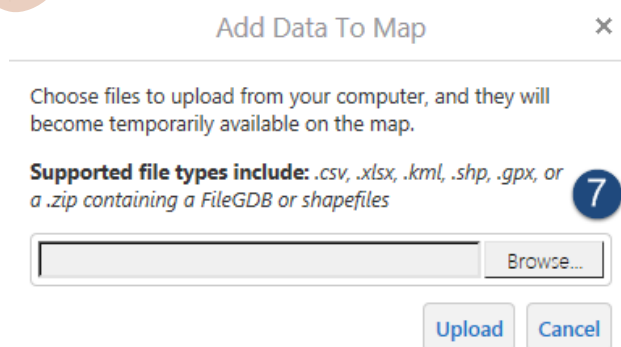 Add Data To Map ×
Choose files to upload from your computer, and they will
become temporarily available on the map.
Supported file types include: .csv, .xlsx, .kml, .shp, .gpx, or
a .zip containing a FileGDB or shapefiles
7
Browse...
Upload Cancel